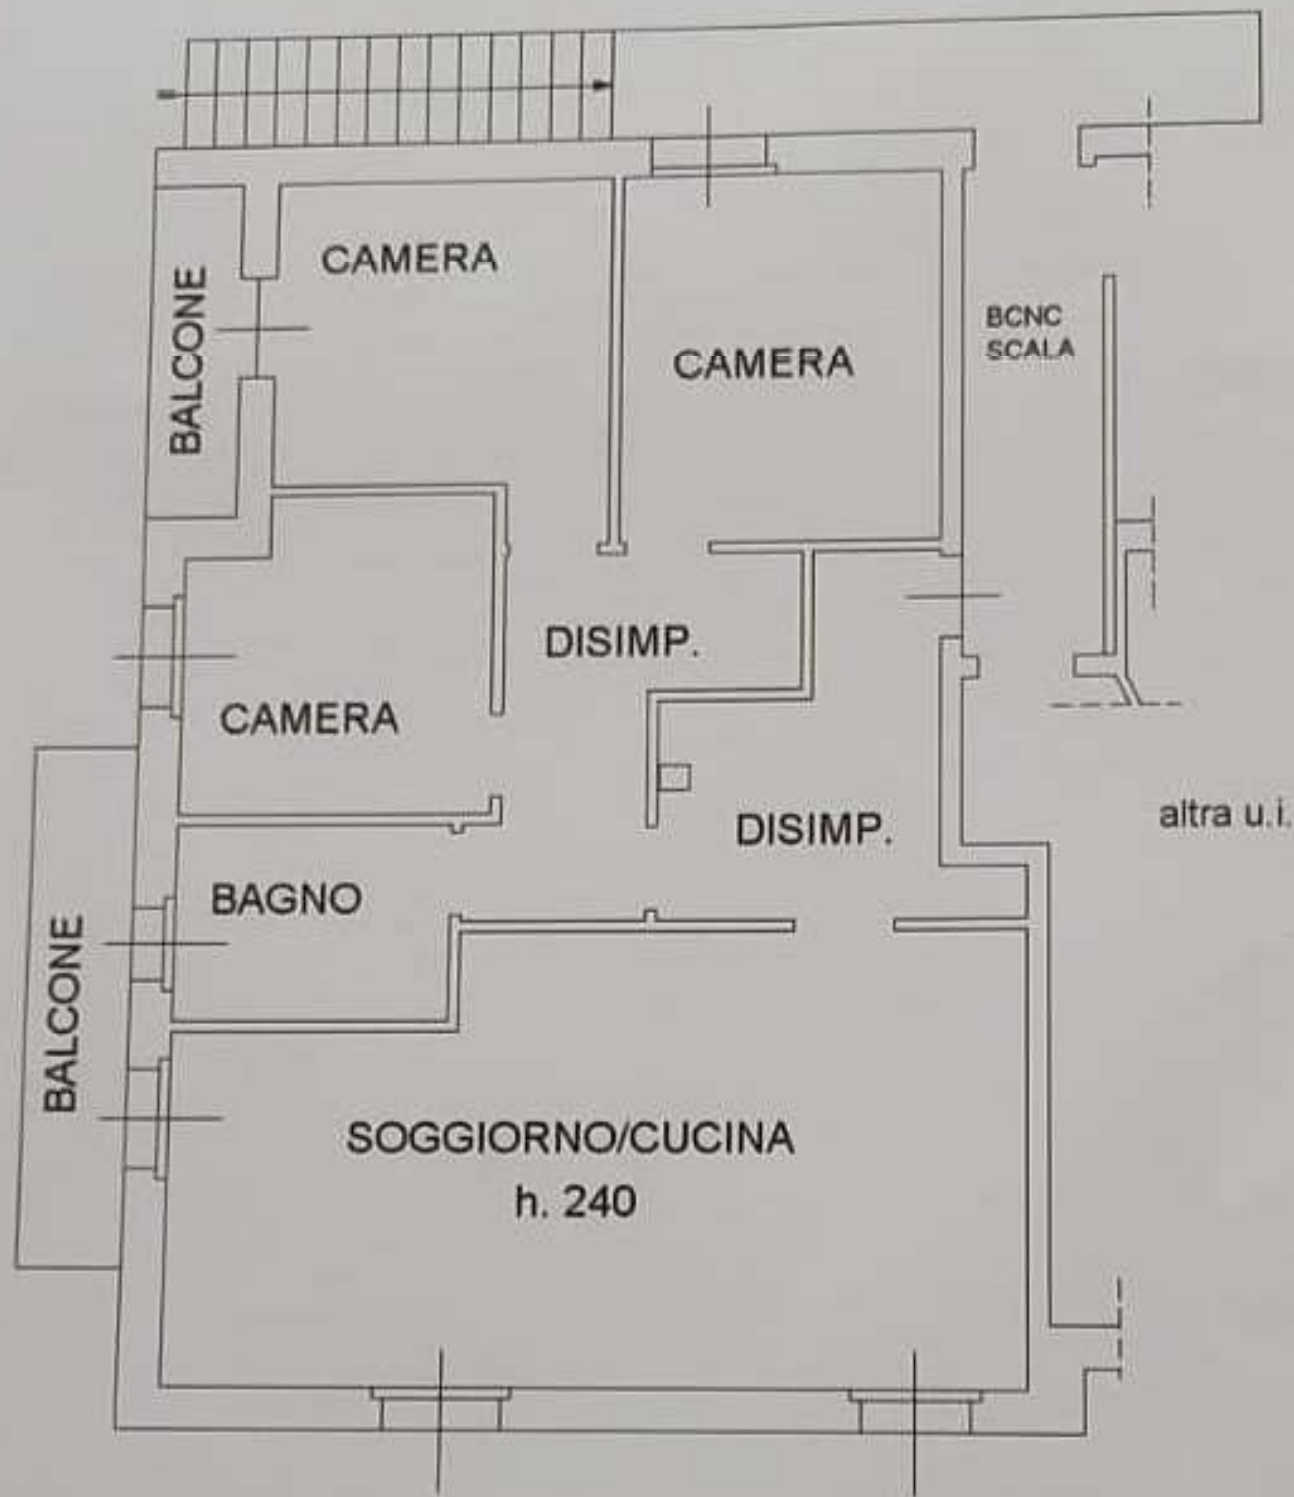 CAMERA
BALCONE
CAMERA
BCNC
SCALA
DISIMP.
CAMERA
DISIMP.
altra u.i.
BAGNO
BALCONE
SOGGIORNO/CUCINA
h. 240